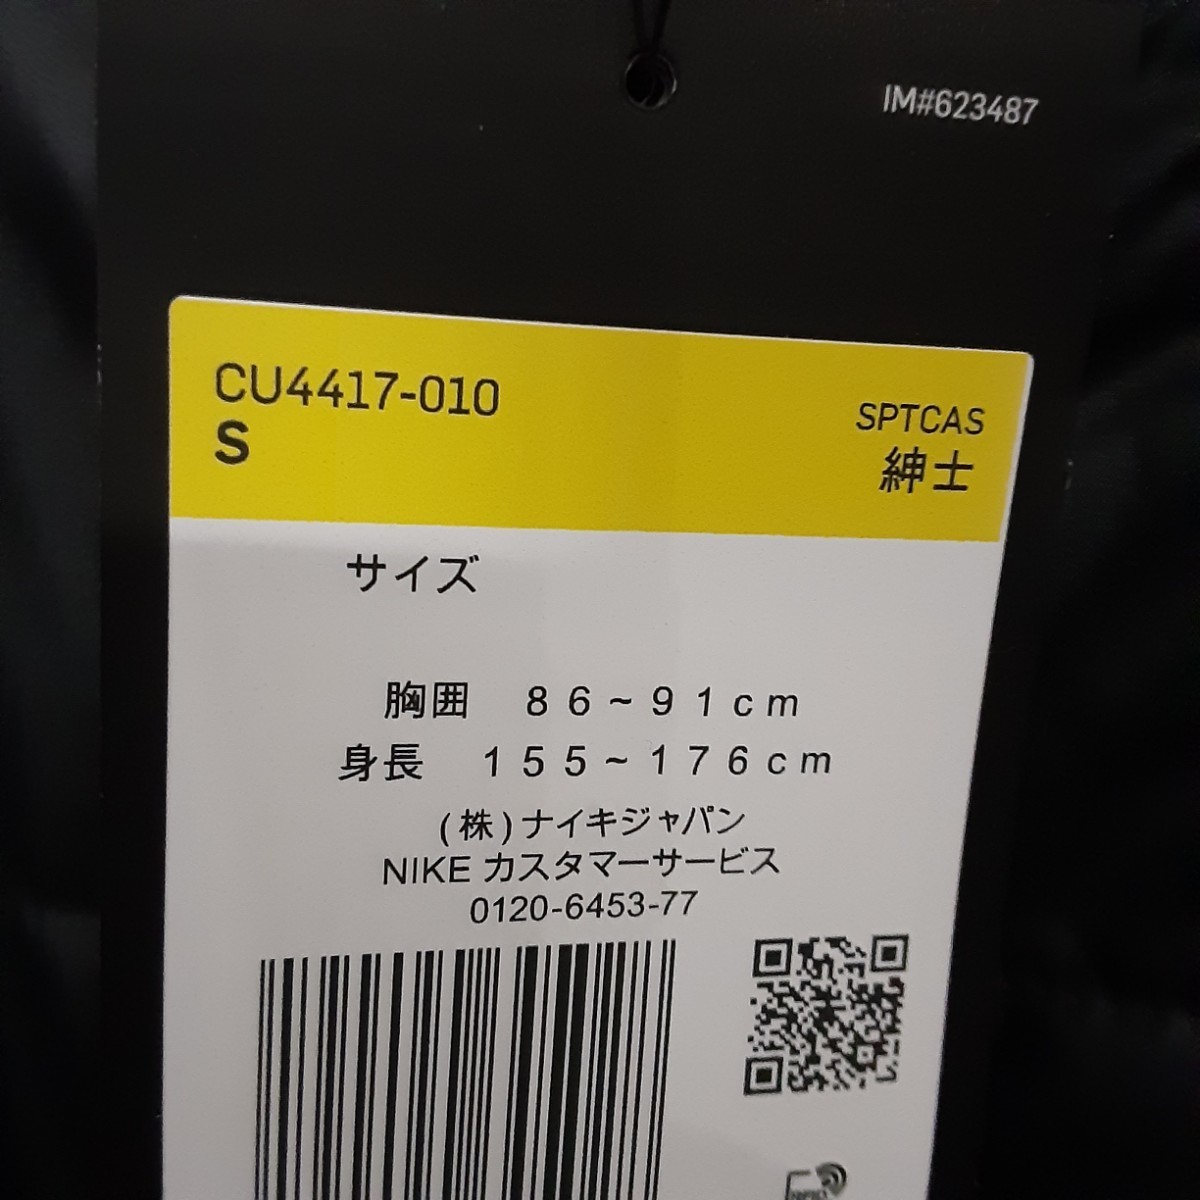 IM#623487
CU4417-010
S
SPTCAS
紳士
サイズ
胸囲 86~91cm
身長 155~176cm
(株)ナイキジャパン
NIKE カスタマーサービス
0120-6453-77